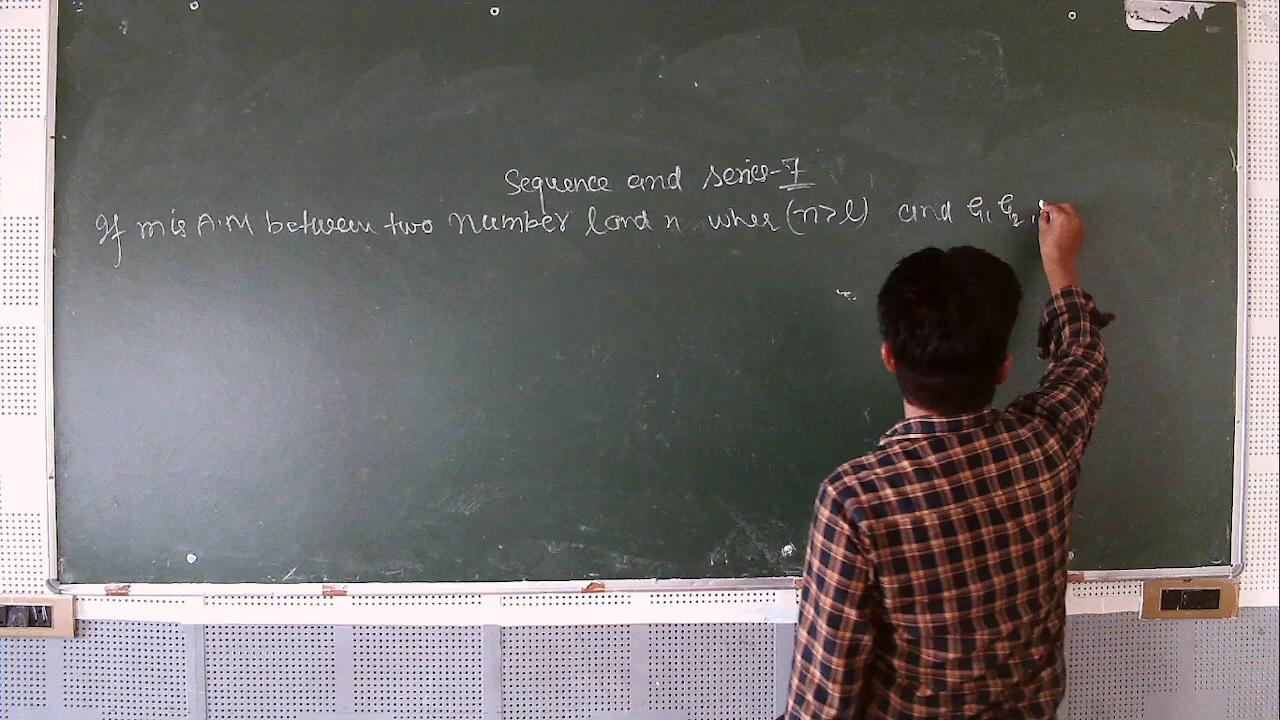 Sequence and series-7
If m is A.M between two number l and n wher (n>l) and G₁, G₂,